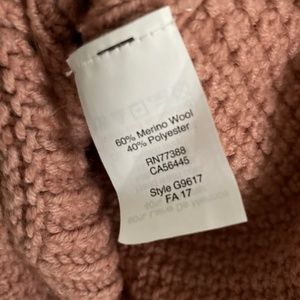 60% Merino Wool
40% Polyester
RN77388
CA56445
Style G9617
FA 17